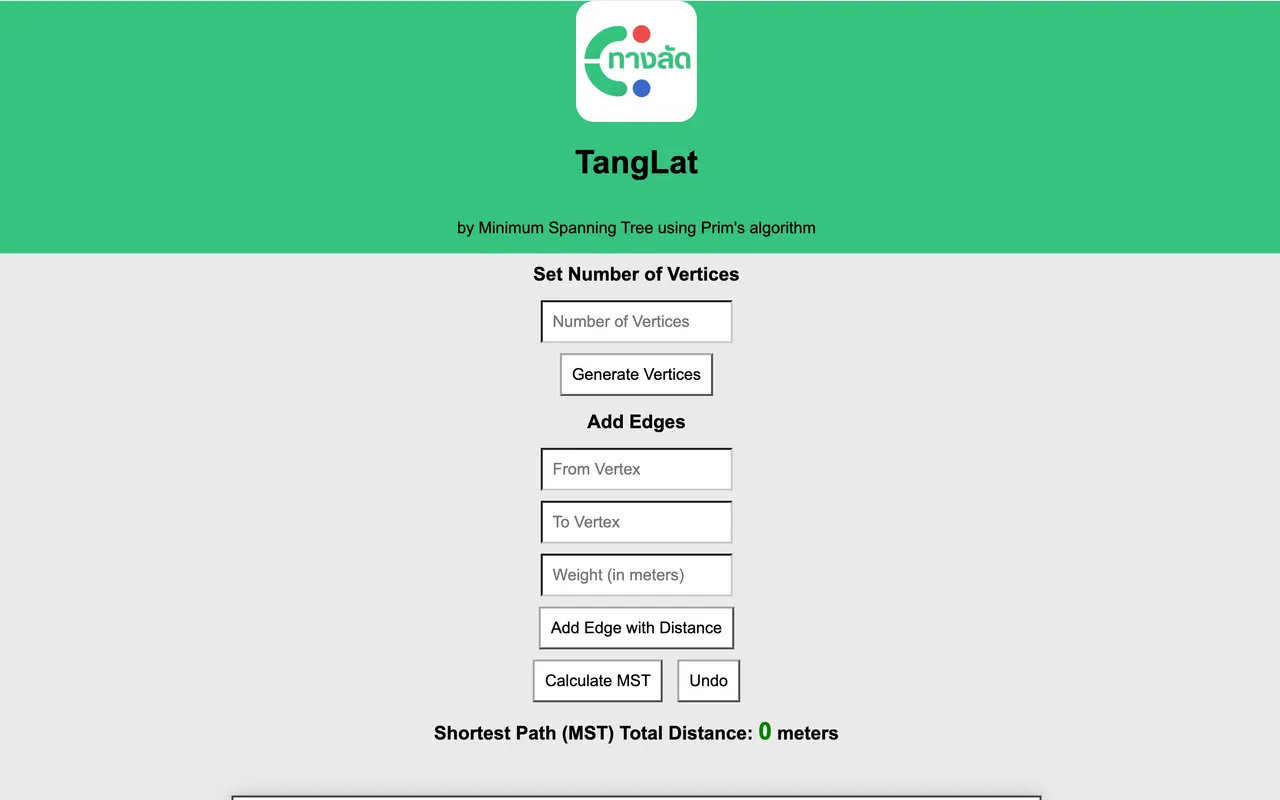 ทางลัด
TangLat
by Minimum Spanning Tree using Prim's algorithm
Set Number of Vertices
Number of Vertices
Generate Vertices
Add Edges
From Vertex
To Vertex
Weight (in meters)
Add Edge with Distance
Calculate MST Undo
Shortest Path (MST) Total Distance: 0 meters